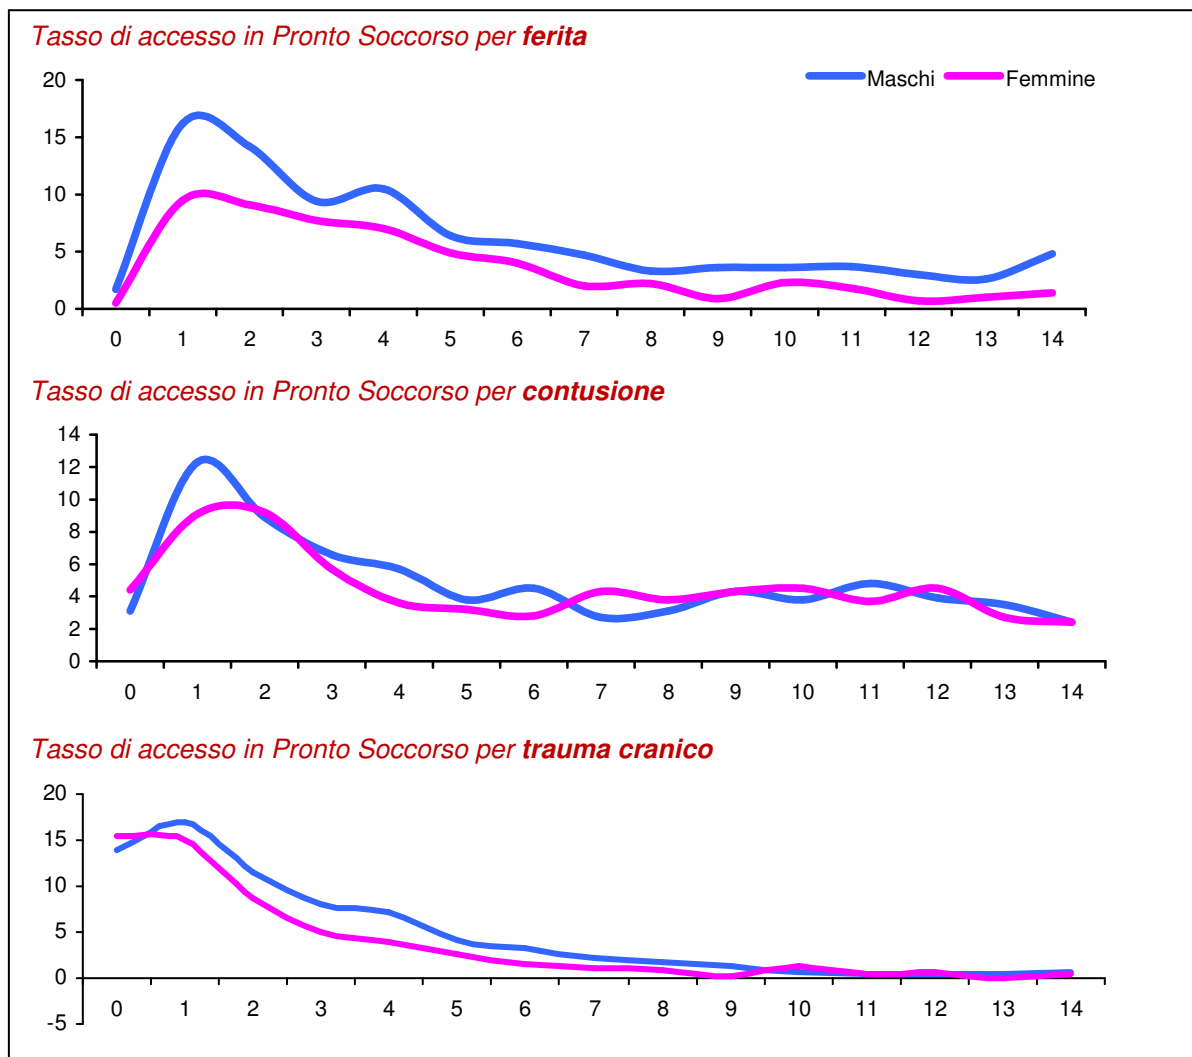 Tasso di accesso in Pronto Soccorso per ferita
20
Maschi Femmine
15
10
5
0
0 1 2 3 4 5 6 7 8 9 10 11 12 13 14
Tasso di accesso in Pronto Soccorso per contusione
14
12
10
8
6
4
2
0
0 1 2 3 4 5 6 7 8 9 10 11 12 13 14
Tasso di accesso in Pronto Soccorso per trauma cranico
20
15
10
5
0
0 1 2 3 4 5 6 7 8 9 10 11 12 13 14
-5